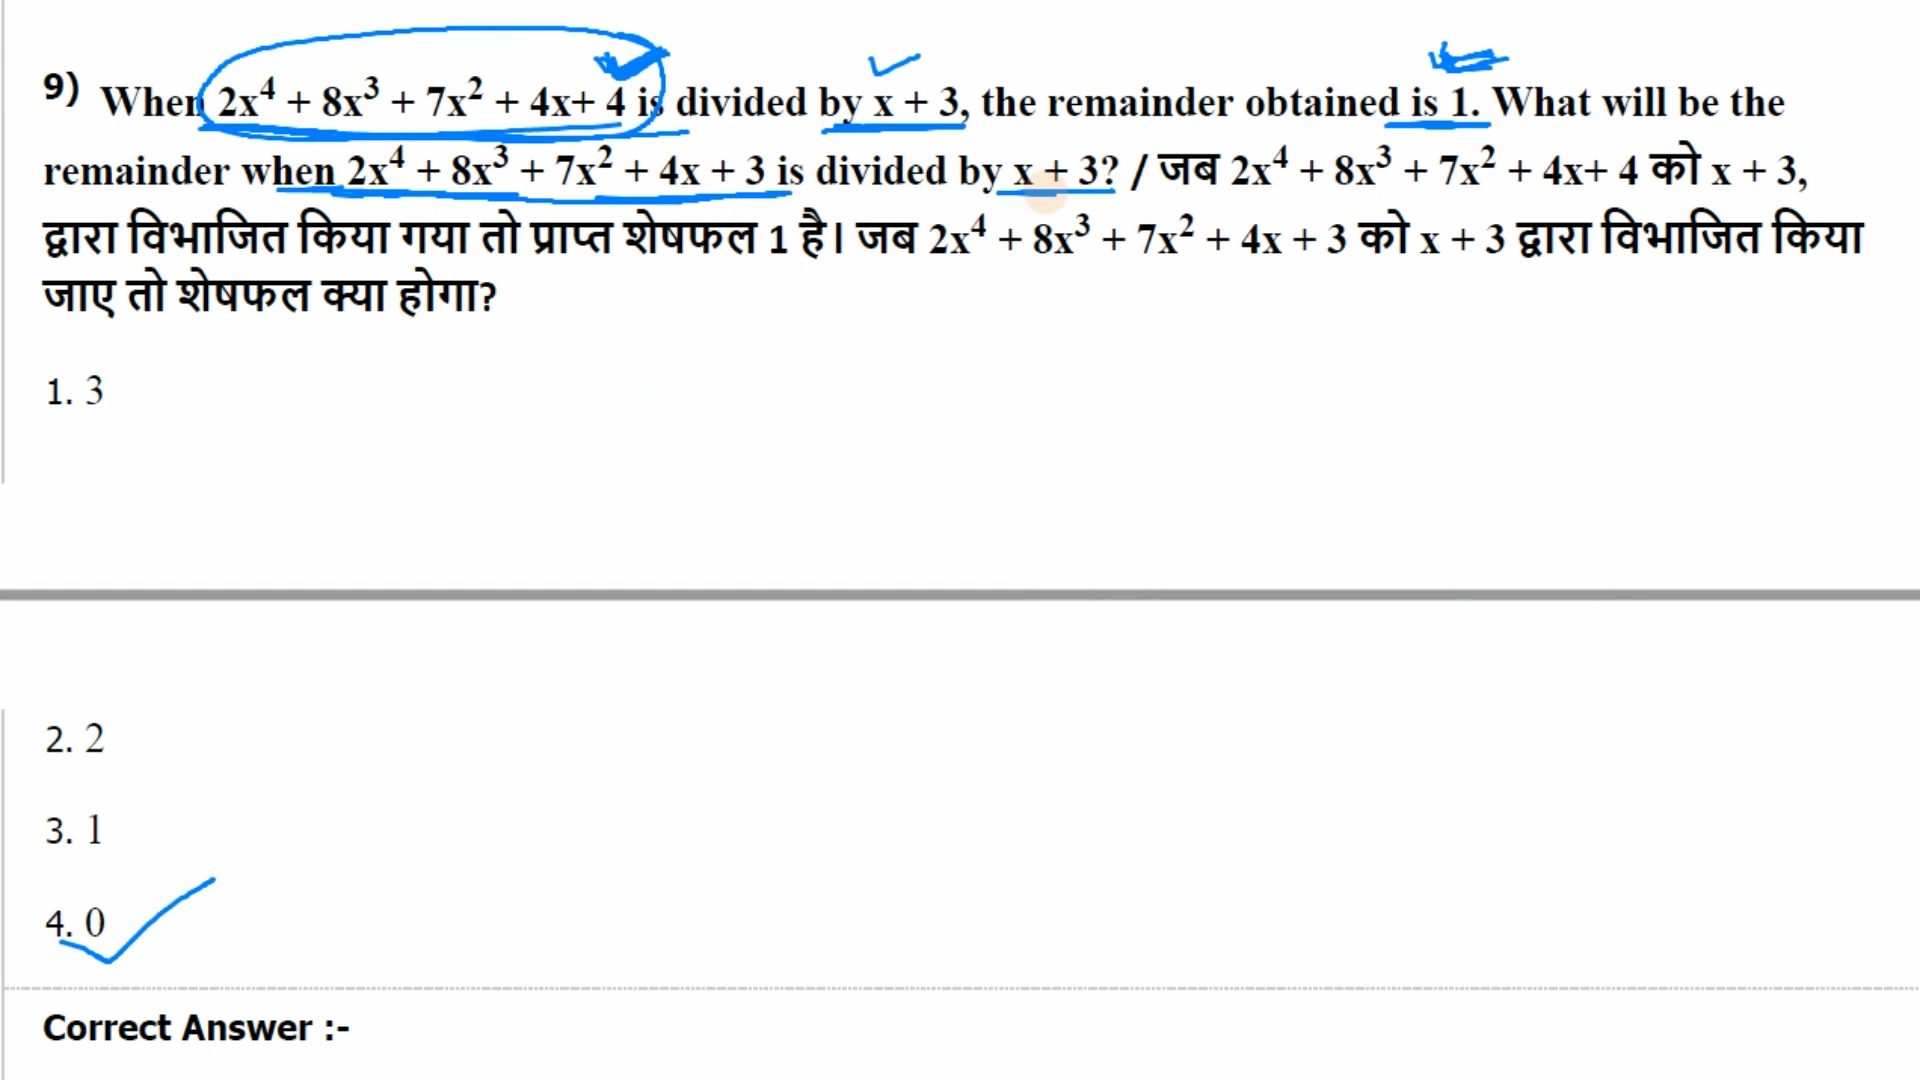 9) When 2x⁴ + 8x³ + 7x² + 4x+ 4 is divided by x + 3, the remainder obtained is 1. What will be the
remainder when 2x⁴ + 8x³ + 7x² + 4x + 3 is divided by x + 3? / जब 2x⁴ + 8x³ + 7x² + 4x+ 4 को x + 3,
द्वारा विभाजित किया गया तो प्राप्त शेषफल 1 है। जब 2x⁴ + 8x³ + 7x² + 4x + 3 को x + 3 द्वारा विभाजित किया
जाए तो शेषफल क्या होगा?
1. 3
2. 2
3. 1
4. 0
Correct Answer :-